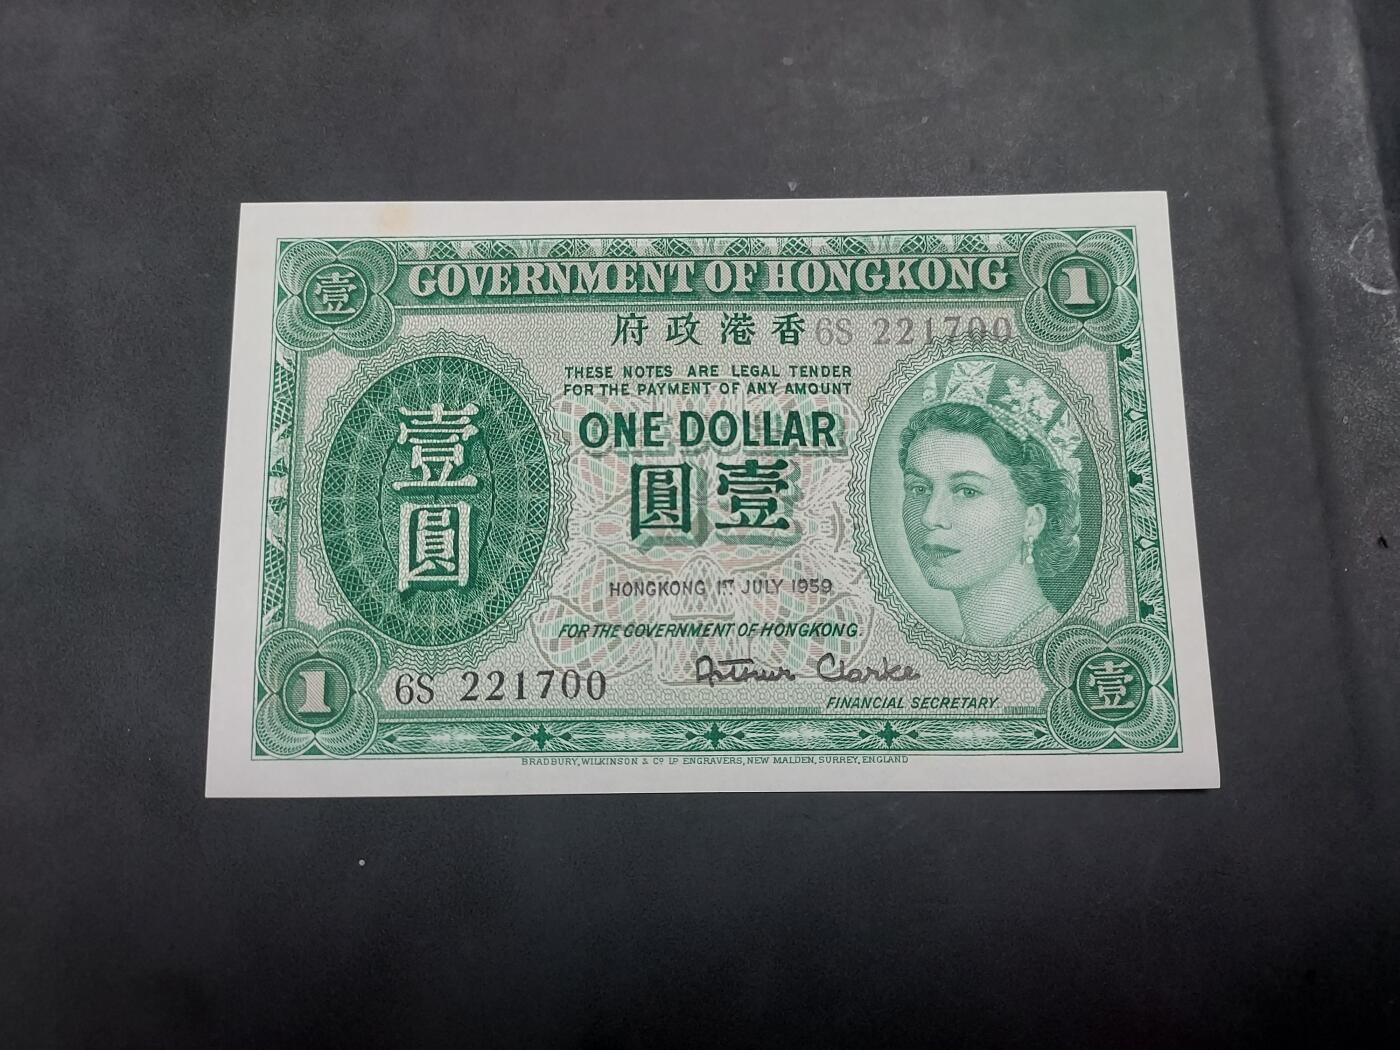 壹
GOVERNMENT OF HONGKONG
1
府政港香
6S 221700
THESE NOTES ARE LEGAL TENDER
FOR THE PAYMENT OF ANY AMOUNT
ONE DOLLAR
圓壹
壹
圓
HONGKONG 1ST JULY 1959
FOR THE GOVERNMENT OF HONGKONG.
Arthur Clarke
FINANCIAL SECRETARY.
1
6S 221700
壹
BRADBURY, WILKINSON & Co Ld ENGRAVERS, NEW MALDEN, SURREY, ENGLAND